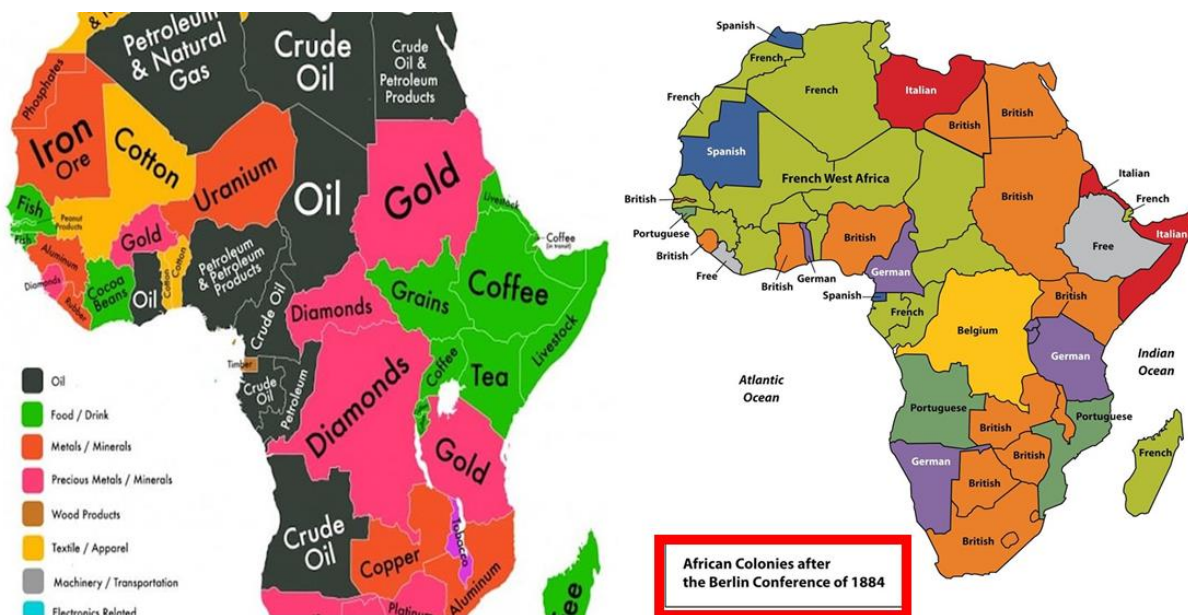 Petroleum
& Natural
Gas
Crude
Oil
Crude
Oil &
Petroleum
Products
Phosphates
Iron
Ore
Cotton
Uranium
Oil
Gold
Livestock
Coffee
(in transit)
Fish
Peanut
Products
Fish
Gold
Aluminum
Diamonds
Rubber
Cocoa
Beans
Oil
Cotton
Cotton
Petroleum
& Petroleum
Products
Crude Oil
Diamonds
Grains
Coffee
Livestock
Timber
Crude
Oil
Petroleum
Diamonds
Coffee
Tea
Gold
Crude
Oil
Copper
Tobacco
Aluminum
Platinum
Oil
Food / Drink
Metals / Minerals
Precious Metals / Minerals
Wood Products
Textile / Apparel
Machinery / Transportation
Electronics Related
Spanish
French
French
French
Italian
British
British
Spanish
French West Africa
British
Italian
French
British
Portuguese
British
Free
British
German
British
German
Spanish
Free
Italian
French
Belgium
British
German
Atlantic
Ocean
Indian
Ocean
Portuguese
Portuguese
British
British
German
British
French
British
African Colonies after
the Berlin Conference of 1884